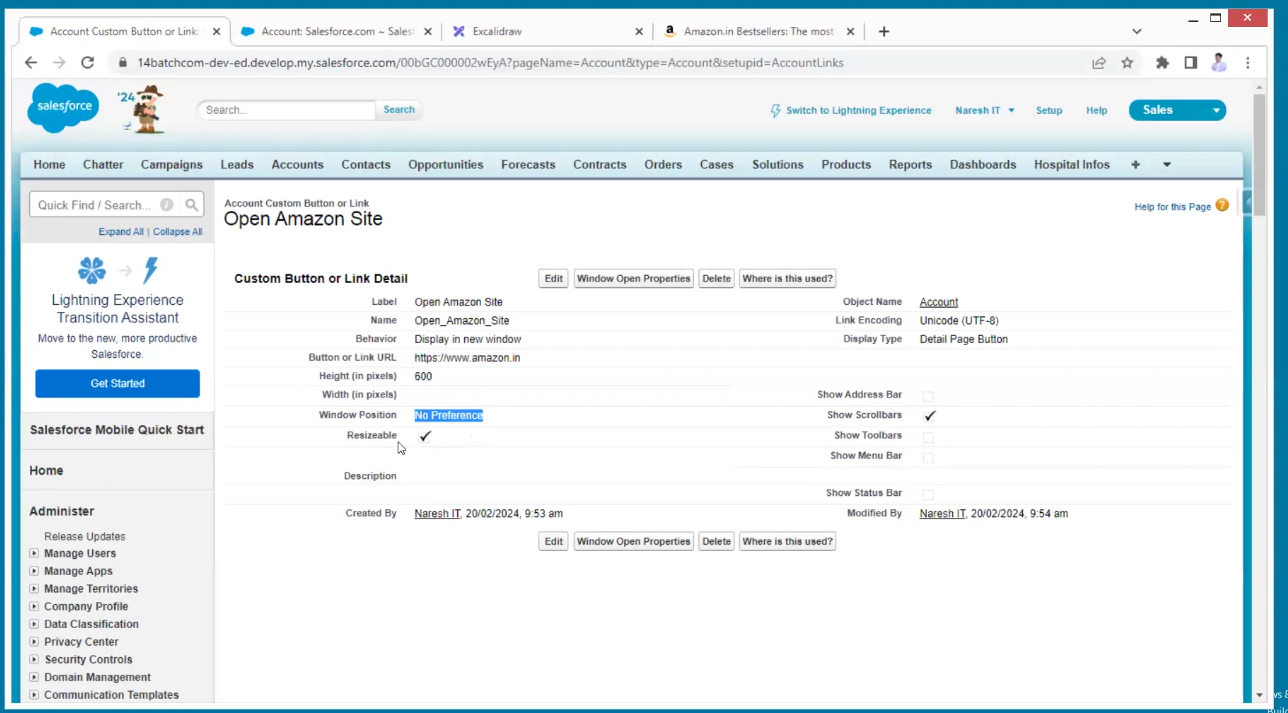 Account Custom Button or Link:
Account: Salesforce.com ~ Sales
Excalidraw
Amazon.in Bestsellers: The most
14batchcom-dev-ed.develop.my.salesforce.com/00bGC000002wEyA?pageName=Account&type=Account&setupid=AccountLinks
salesforce
'24
Search...
Search
Switch to Lightning Experience
Naresh IT
Setup
Help
Sales
Home Chatter Campaigns Leads Accounts Contacts Opportunities Forecasts Contracts Orders Cases Solutions Products Reports Dashboards Hospital Infos +
Quick Find / Search...
Expand All | Collapse All
Lightning Experience
Transition Assistant
Move to the new, more productive
Salesforce.
Get Started
Salesforce Mobile Quick Start
Home
Administer
Release Updates
Manage Users
Manage Apps
Manage Territories
Company Profile
Data Classification
Privacy Center
Security Controls
Domain Management
Communication Templates
Account Custom Button or Link
Open Amazon Site
Help for this Page ?
Custom Button or Link Detail
Edit Window Open Properties Delete Where is this used?
Label Open Amazon Site Object Name Account
Name Open_Amazon_Site Link Encoding Unicode (UTF-8)
Behavior Display in new window Display Type Detail Page Button
Button or Link URL https://www.amazon.in
Height (in pixels) 600
Width (in pixels) Show Address Bar
Window Position No Preference Show Scrollbars
Resizeable Show Toolbars
Show Menu Bar
Description
Show Status Bar
Created By Naresh IT, 20/02/2024, 9:53 am Modified By Naresh IT, 20/02/2024, 9:54 am
Edit Window Open Properties Delete Where is this used?